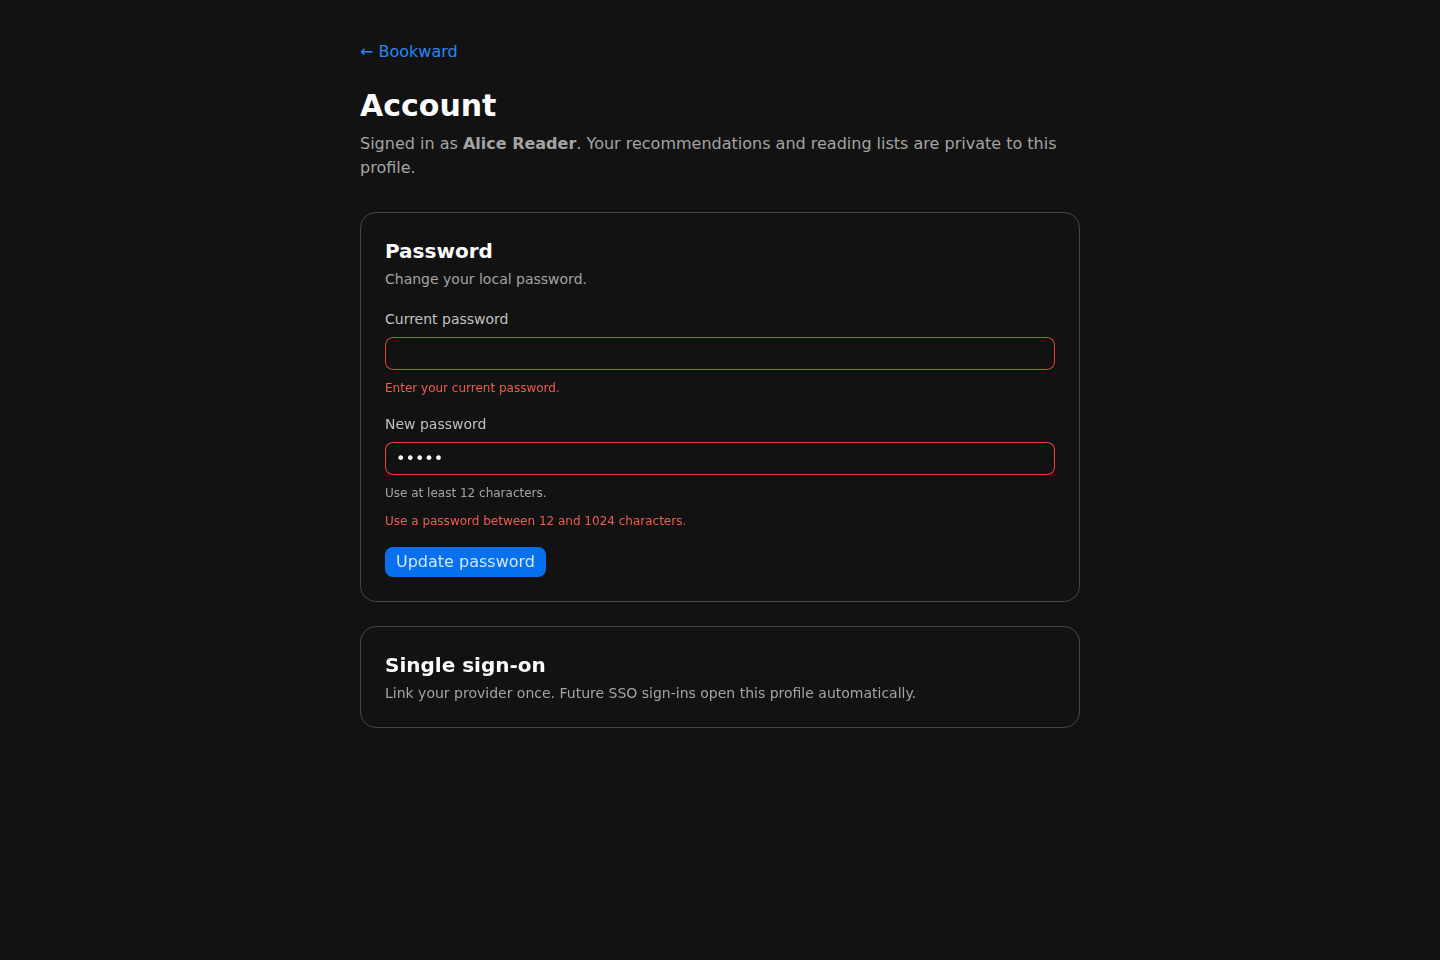 ← Bookward
Account
Signed in as Alice Reader. Your recommendations and reading lists are private to this
profile.
Password
Change your local password.
Current password
Enter your current password.
New password
•••••
Use at least 12 characters.
Use a password between 12 and 1024 characters.
Update password
Single sign-on
Link your provider once. Future SSO sign-ins open this profile automatically.